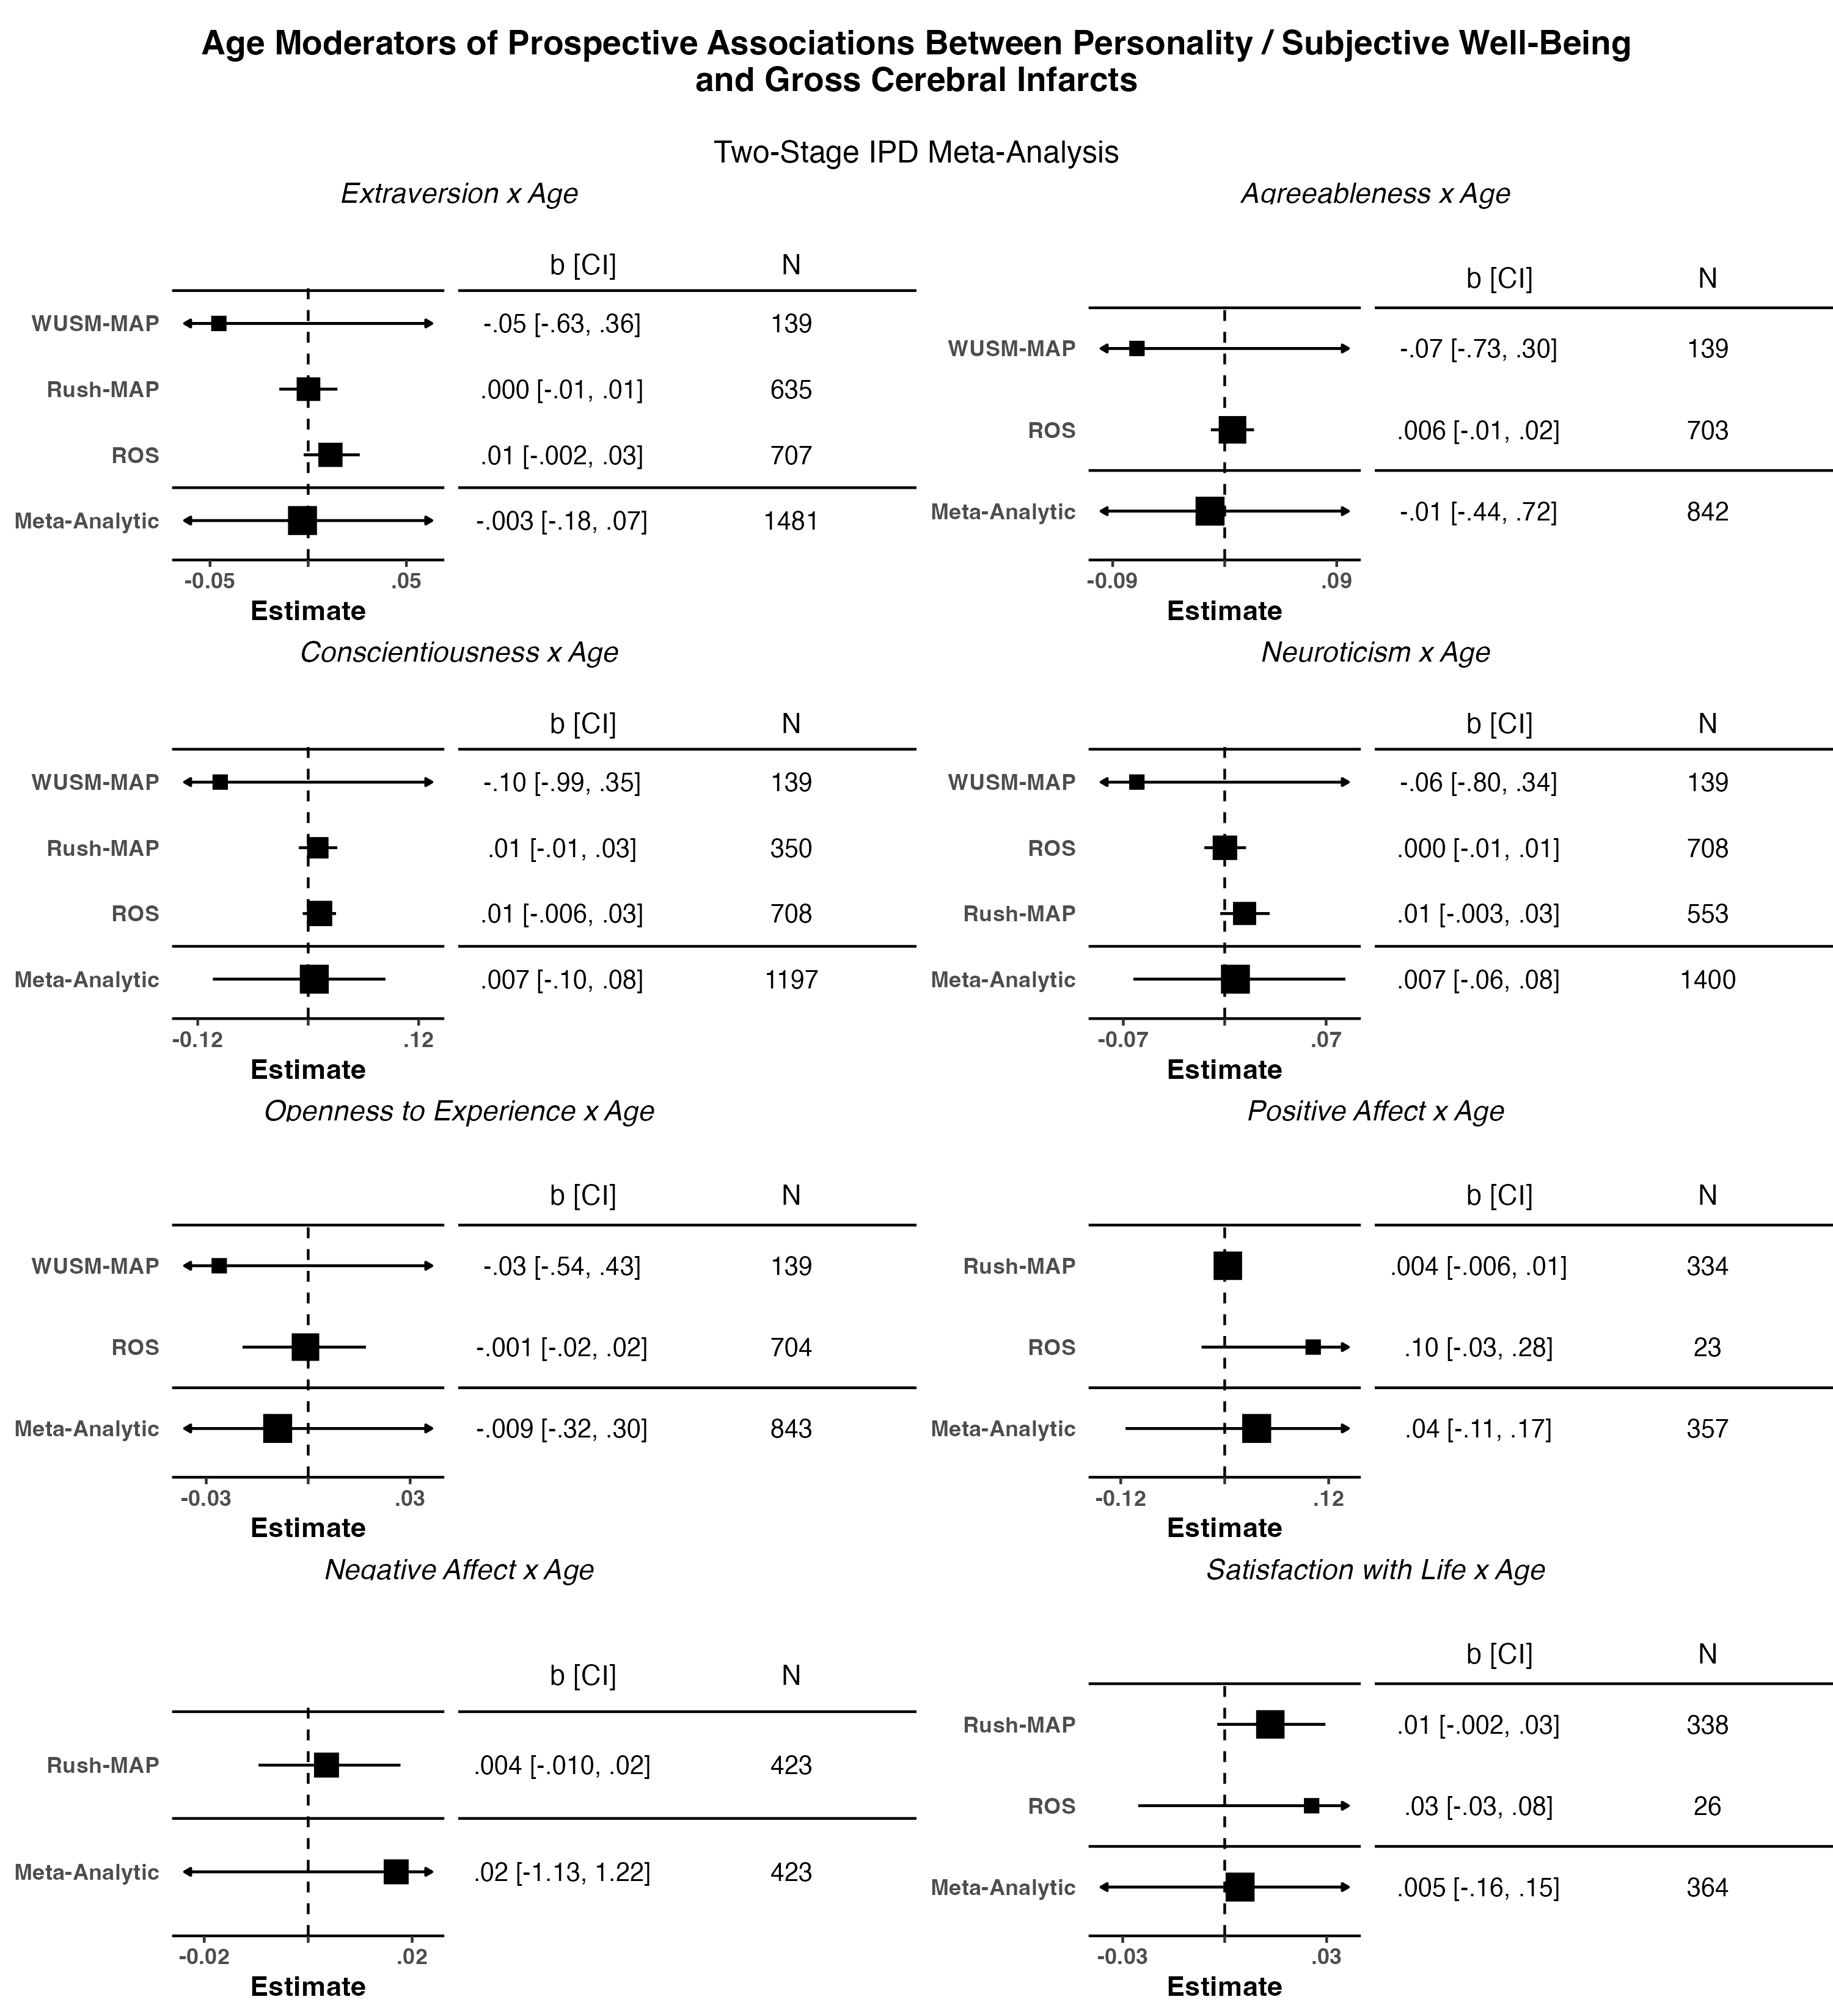 Age Moderators of Prospective Associations Between Personality / Subjective Well-Being
and Gross Cerebral Infarcts
Two-Stage IPD Meta-Analysis
Extraversion x Age
b [CI] N
WUSM-MAP -.05 [-.63, .36] 139
Rush-MAP .000 [-.01, .01] 635
ROS .01 [-.002, .03] 707
Meta-Analytic -.003 [-.18, .07] 1481
-0.05 .05
Estimate
Agreeableness x Age
b [CI] N
WUSM-MAP -.07 [-.73, .30] 139
ROS .006 [-.01, .02] 703
Meta-Analytic -.01 [-.44, .72] 842
-0.09 .09
Estimate
Conscientiousness x Age
b [CI] N
WUSM-MAP -.10 [-.99, .35] 139
Rush-MAP .01 [-.01, .03] 350
ROS .01 [-.006, .03] 708
Meta-Analytic .007 [-.10, .08] 1197
-0.12 .12
Estimate
Neuroticism x Age
b [CI] N
WUSM-MAP -.06 [-.80, .34] 139
ROS .000 [-.01, .01] 708
Rush-MAP .01 [-.003, .03] 553
Meta-Analytic .007 [-.06, .08] 1400
-0.07 .07
Estimate
Openness to Experience x Age
b [CI] N
WUSM-MAP -.03 [-.54, .43] 139
ROS -.001 [-.02, .02] 704
Meta-Analytic -.009 [-.32, .30] 843
-0.03 .03
Estimate
Positive Affect x Age
b [CI] N
Rush-MAP .004 [-.006, .01] 334
ROS .10 [-.03, .28] 23
Meta-Analytic .04 [-.11, .17] 357
-0.12 .12
Estimate
Negative Affect x Age
b [CI] N
Rush-MAP .004 [-.010, .02] 423
Meta-Analytic .02 [-1.13, 1.22] 423
-0.02 .02
Estimate
Satisfaction with Life x Age
b [CI] N
Rush-MAP .01 [-.002, .03] 338
ROS .03 [-.03, .08] 26
Meta-Analytic .005 [-.16, .15] 364
-0.03 .03
Estimate